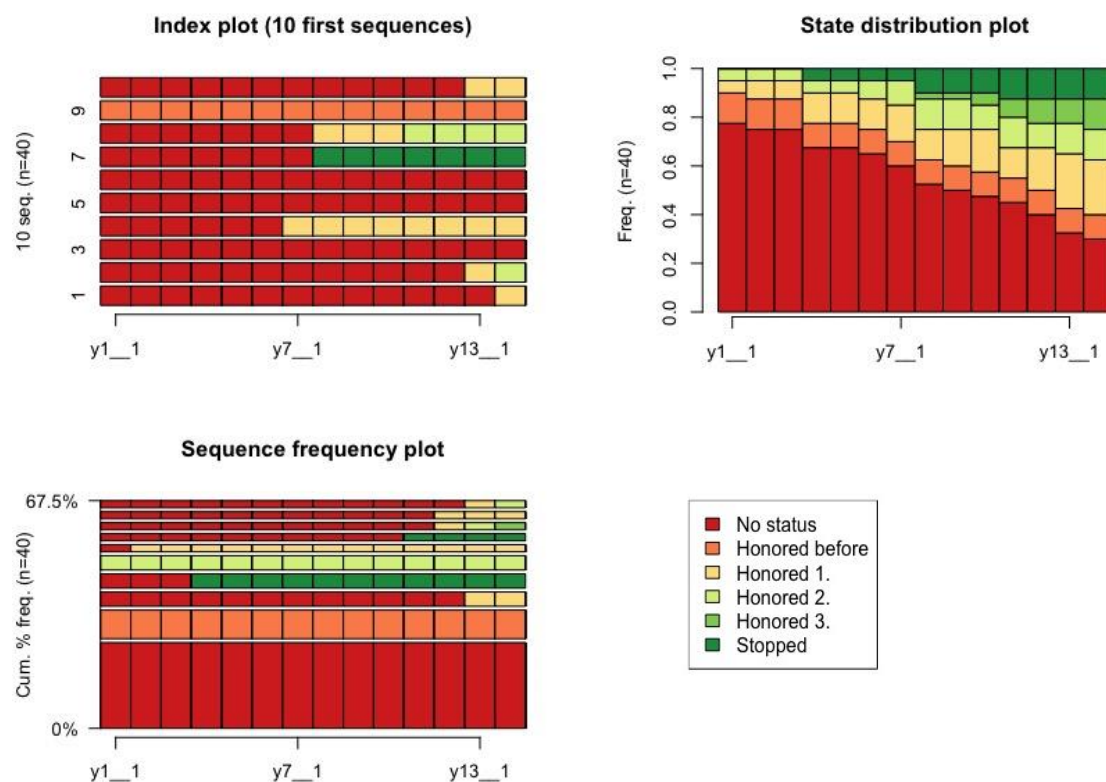 Index plot (10 first sequences)
10 seq. (n=40)
9
7
5
3
1
y1__1
y7__1
y13__1
State distribution plot
Freq. (n=40)
1.0
0.8
0.6
0.4
0.2
0.0
y1__1
y7__1
y13__1
Sequence frequency plot
Cum. % freq. (n=40)
67.5%
0%
y1__1
y7__1
y13__1
No status
Honored before
Honored 1.
Honored 2.
Honored 3.
Stopped